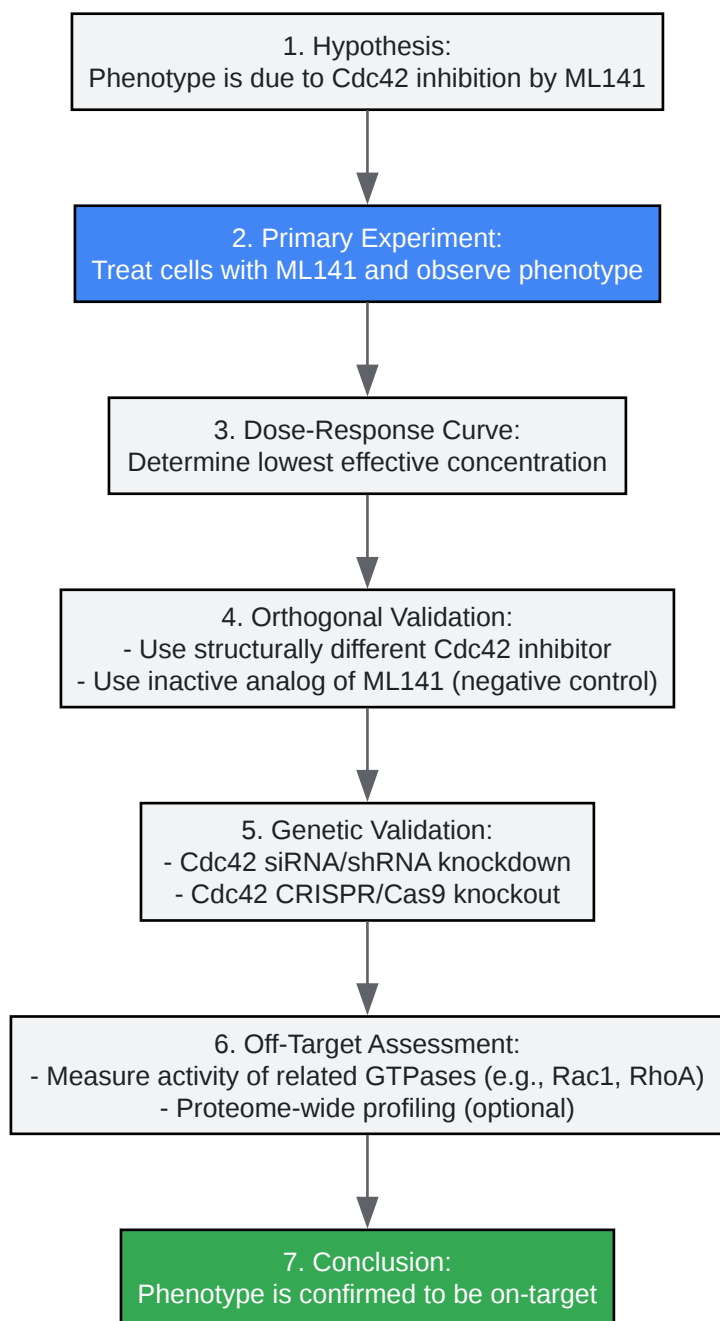 1. Hypothesis:
Phenotype is due to Cdc42 inhibition by ML141
2. Primary Experiment:
Treat cells with ML141 and observe phenotype
3. Dose-Response Curve:
Determine lowest effective concentration
4. Orthogonal Validation:
- Use structurally different Cdc42 inhibitor
- Use inactive analog of ML141 (negative control)
5. Genetic Validation:
- Cdc42 siRNA/shRNA knockdown
- Cdc42 CRISPR/Cas9 knockout
6. Off-Target Assessment:
- Measure activity of related GTPases (e.g., Rac1, RhoA)
- Proteome-wide profiling (optional)
7. Conclusion:
Phenotype is confirmed to be on-target